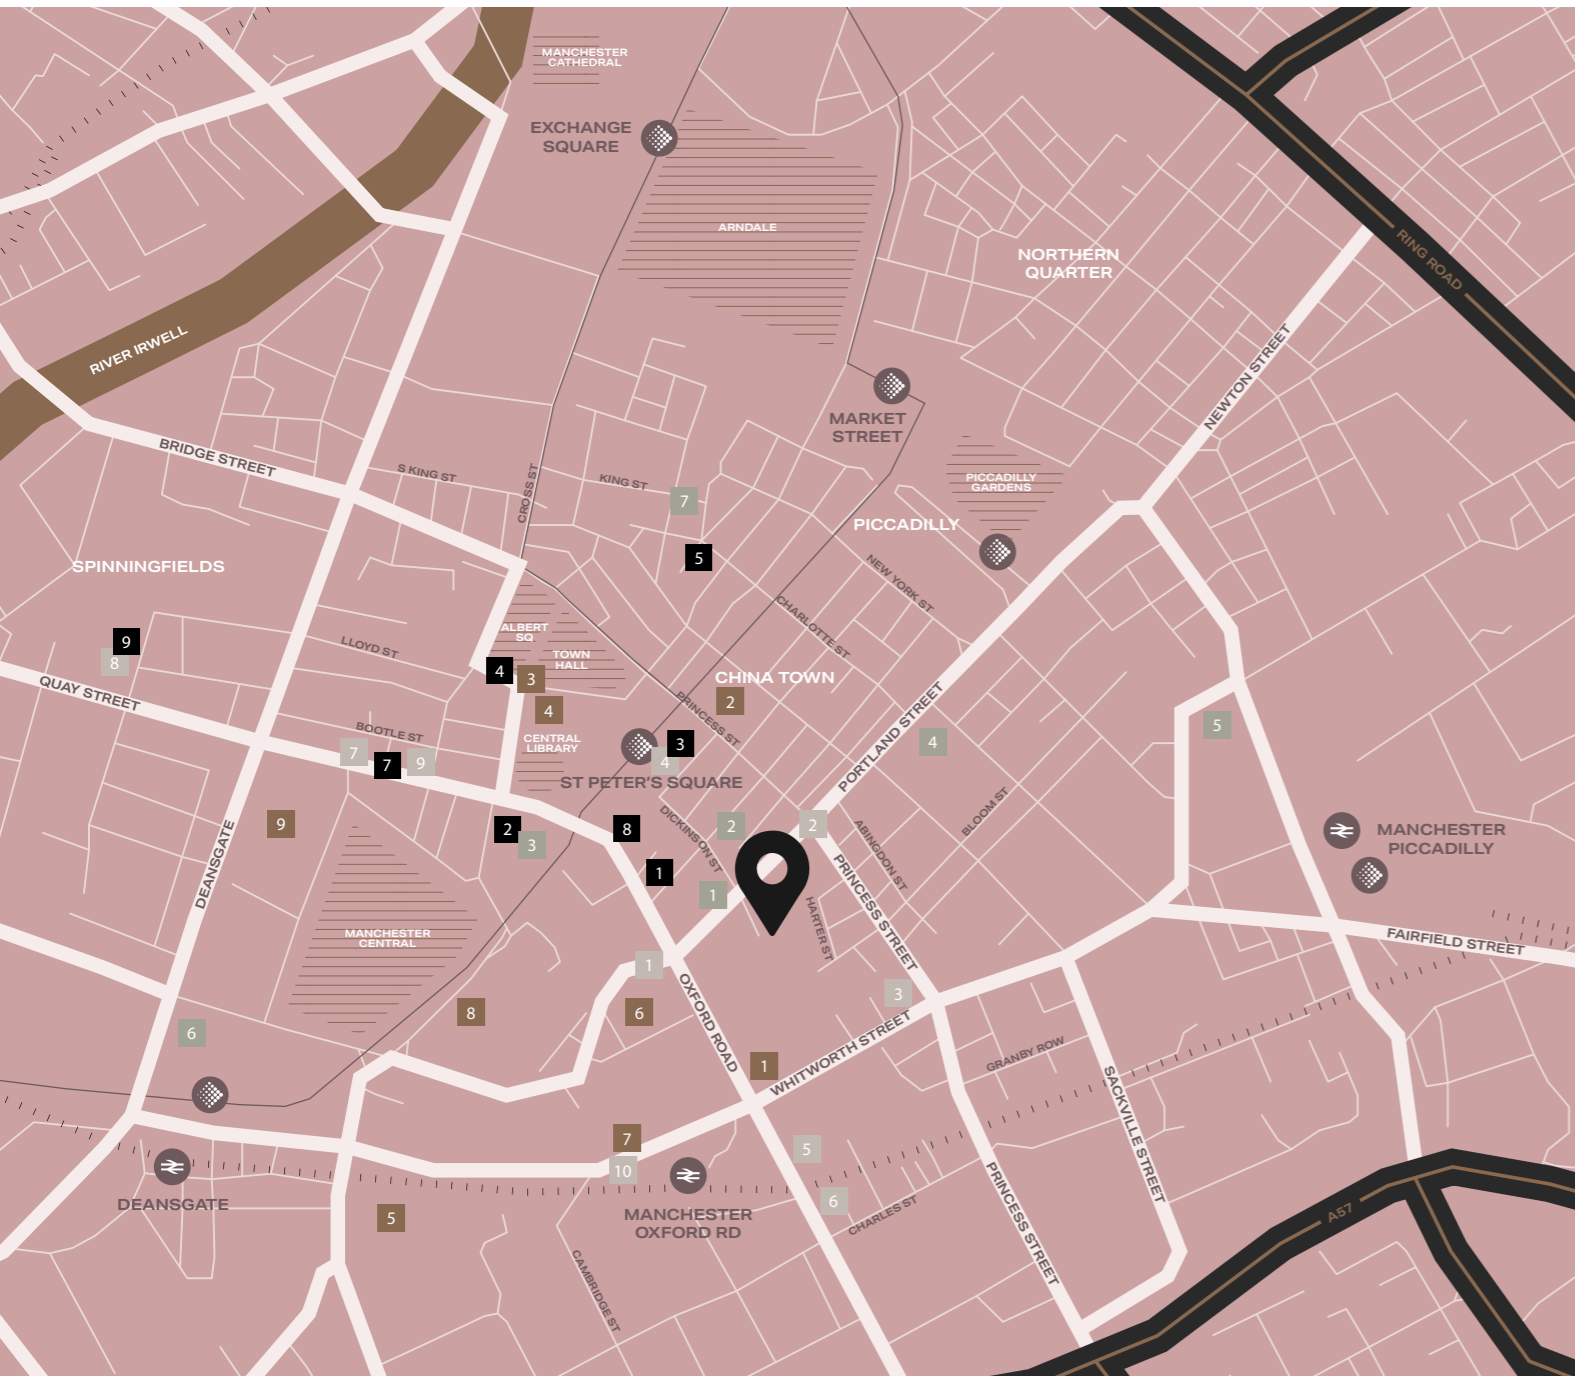 MANCHESTER
CATHEDRAL
EXCHANGE
SQUARE
ARNDALE
NORTHERN
QUARTER
RING ROAD
RIVER IRWELL
NEWTON STREET
MARKET
STREET
BRIDGE STREET
S KING ST
CROSS ST
KING ST
7
PICCADILLY
GARDENS
PICCADILLY
5
SPINNINGFIELDS
NEW YORK ST
CHARLOTTE ST
9
8
LLOYD ST
ALBERT
SQ
TOWN
HALL
4
3
4
CHINA TOWN
2
QUAY STREET
PRINCESS ST
PORTLAND STREET
BOOTLE ST
7
7
9
CENTRAL
LIBRARY
3
4
ST PETER'S SQUARE
4
5
9
2
3
8
DICKINSON ST
2
2
ABINGDON ST
BLOOM ST
MANCHESTER
PICCADILLY
DEANSGATE
1
1
PRINCESS STREET
HARTER ST
MANCHESTER
CENTRAL
FAIRFIELD STREET
1
OXFORD ROAD
3
8
6
6
WHITWORTH STREET
1
GRANBY ROW
SACKVILLE STREET
7
10
5
DEANSGATE
5
MANCHESTER
OXFORD RD
6
CHARLES ST
PRINCESS STREET
A57
CAMBRIDGE ST